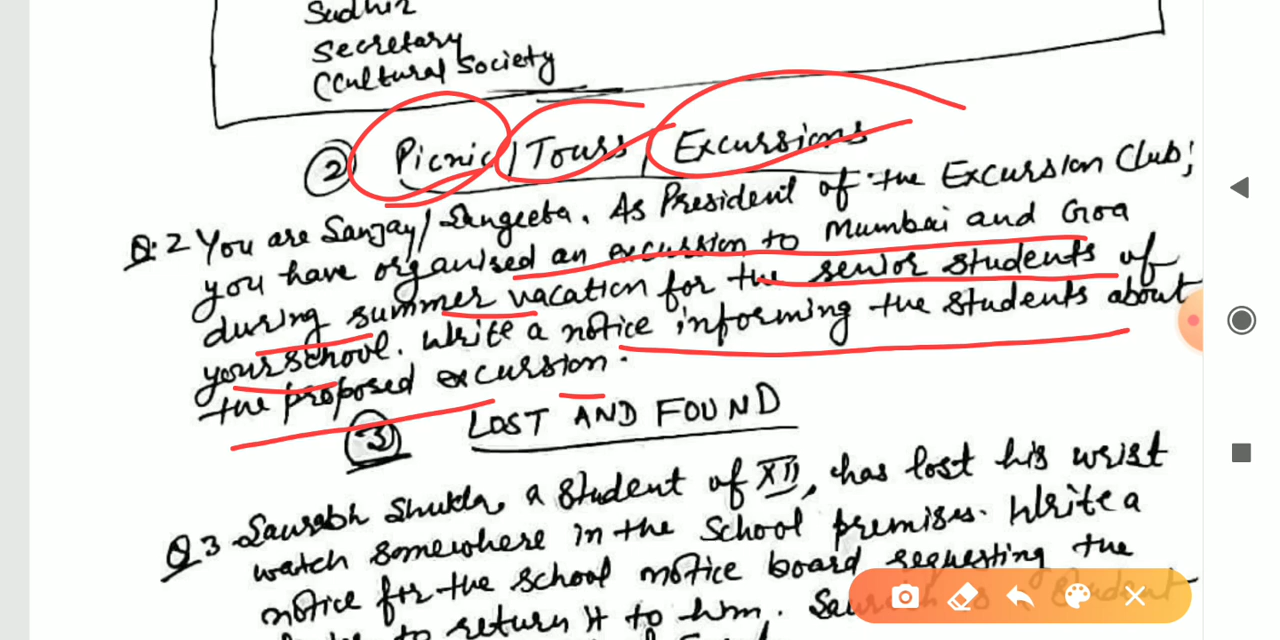 Sudhir
Secretary
(Cultural Society
② Picnic / Tours / Excursions
Q:2 You are Sanjay/ Sangeeta. As President of the Excursion Club;
you have organised an excussion to Mumbai and Goa
during summer vacation for the senior students of
your school. Write a notice informing the students about
the proposed excursion.
③ LOST AND FOUND
Q3 Saurabh Shukla, a student of XII, has lost his wrist
watch somewhere in the school premises. Write a
notice for the school notice board requesting the
to return it to him.